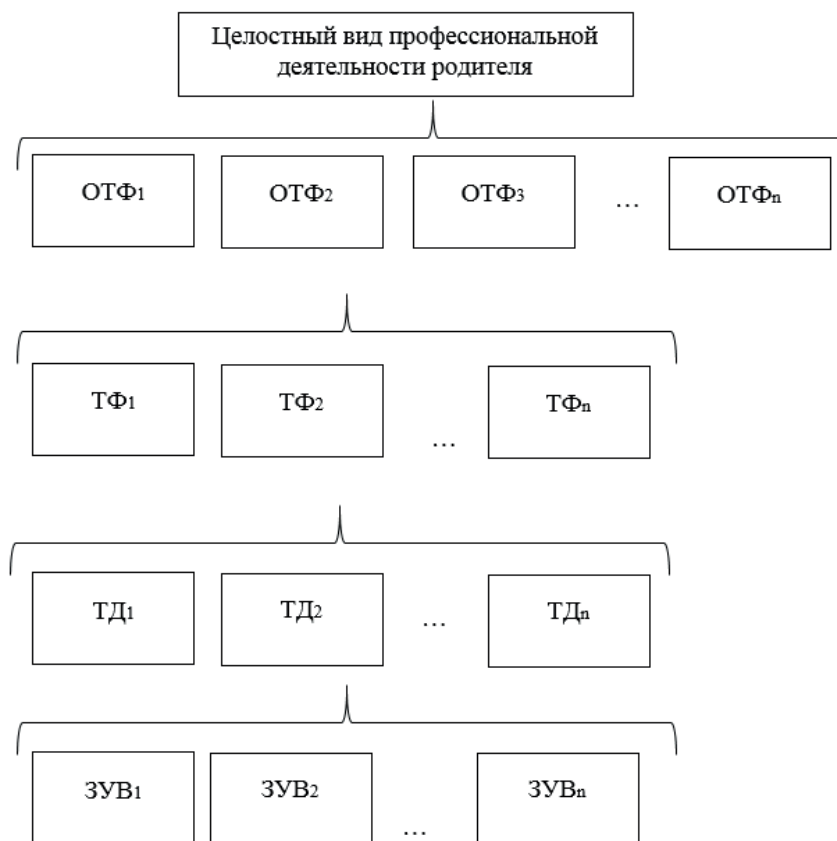 Целостный вид профессиональной
деятельности родителя
ОТФ₁ ОТФ₂ ОТФ₃ … ОТФₙ
ТФ₁ ТФ₂ … ТФₙ
ТД₁ ТД₂ … ТДₙ
ЗУВ₁ ЗУВ₂ … ЗУВₙ